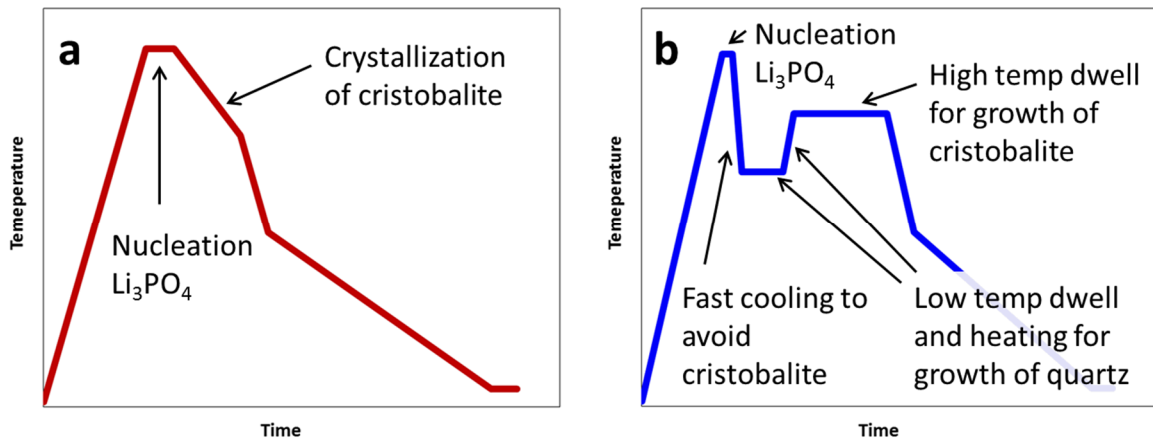 a
Crystallization
of cristobalite
Nucleation
Li₃PO₄
Temeperature
Time
b
Nucleation
Li₃PO₄
High temp dwell
for growth of
cristobalite
Fast cooling to
avoid
cristobalite
Low temp dwell
and heating for
growth of quartz
Temeperature
Time